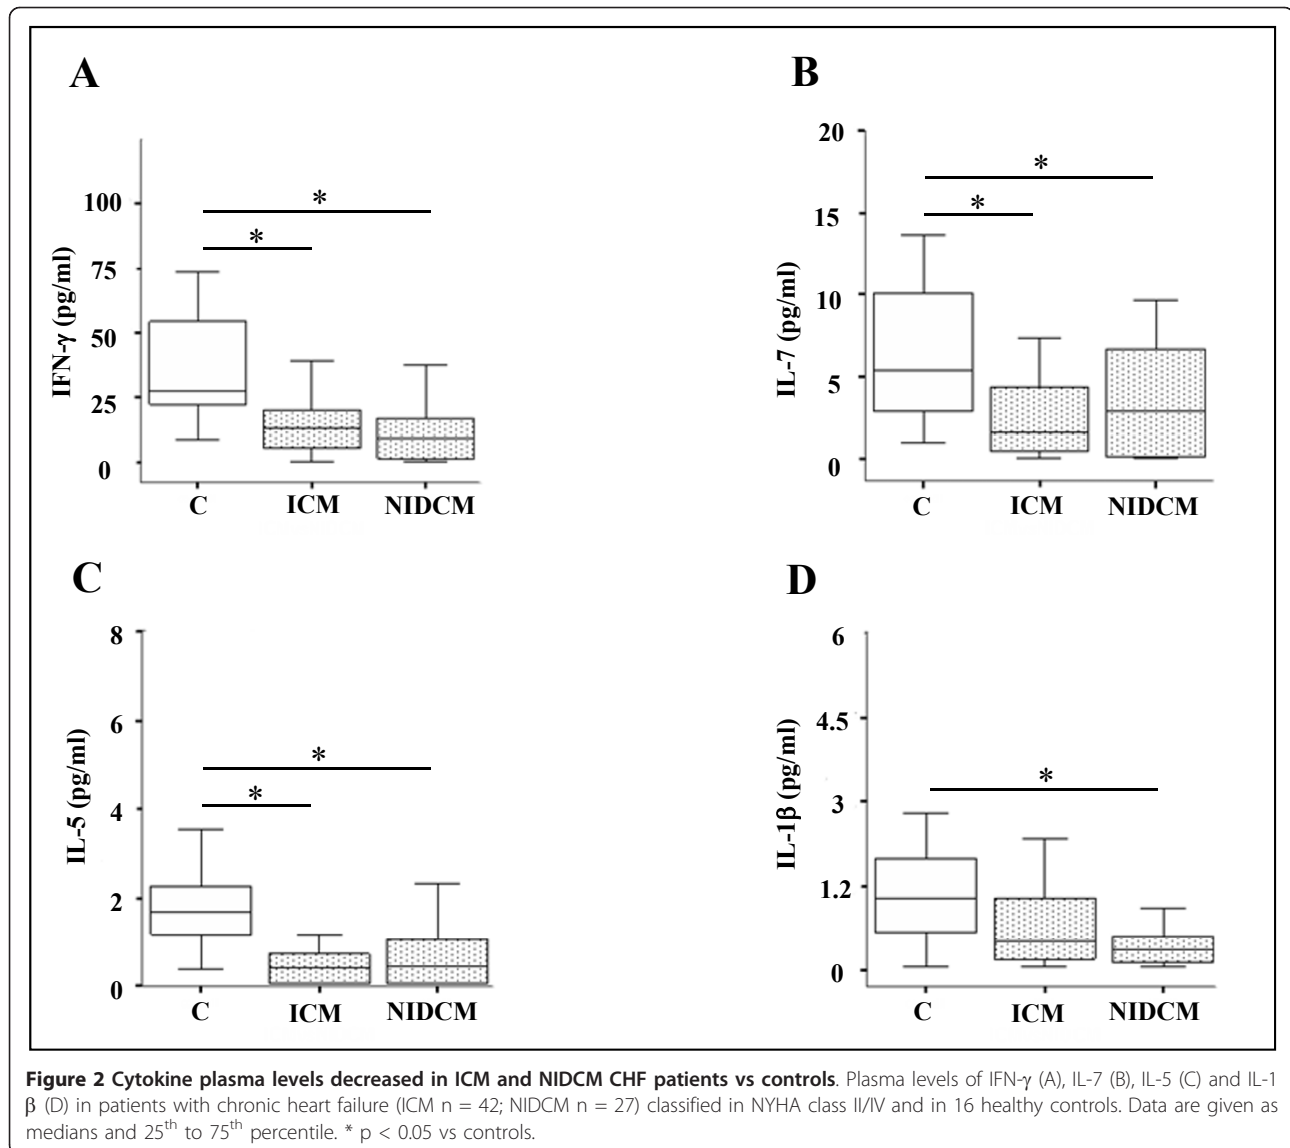 A
100
75
50
25
0
IFN-γ (pg/ml)
*
*
C
ICM
NIDCM
B
20
15
10
5
0
IL-7 (pg/ml)
*
*
C
ICM
NIDCM
C
8
6
4
2
0
IL-5 (pg/ml)
*
*
C
ICM
NIDCM
D
6
4.5
3
1.2
0
IL-1β (pg/ml)
*
C
ICM
NIDCM
Figure 2 Cytokine plasma levels decreased in ICM and NIDCM CHF patients vs controls. Plasma levels of IFN-γ (A), IL-7 (B), IL-5 (C) and IL-1
β (D) in patients with chronic heart failure (ICM n = 42; NIDCM n = 27) classified in NYHA class II/IV and in 16 healthy controls. Data are given as
medians and 25th to 75th percentile. * p < 0.05 vs controls.